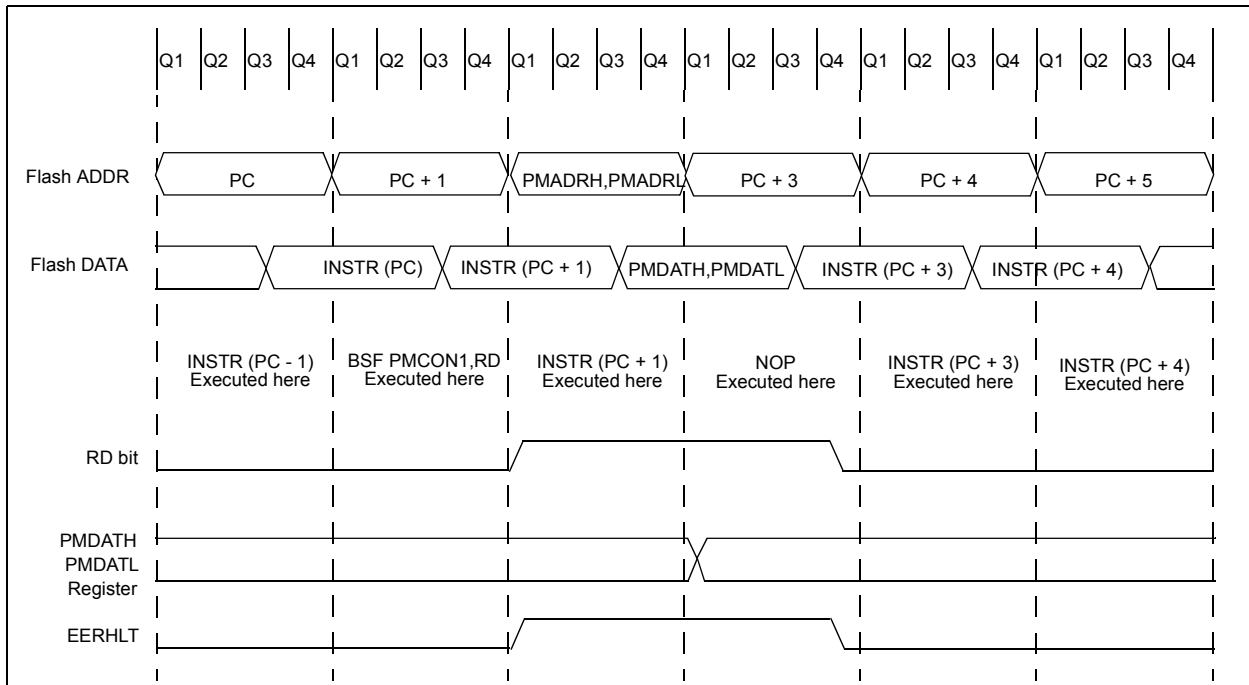 Q1 Q2 Q3 Q4 Q1 Q2 Q3 Q4 Q1 Q2 Q3 Q4 Q1 Q2 Q3 Q4 Q1 Q2 Q3 Q4 Q1 Q2 Q3 Q4
Flash ADDR PC PC + 1 PMADRH,PMADRL PC + 3 PC + 4 PC + 5
Flash DATA INSTR (PC) INSTR (PC + 1) PMDATH,PMDATL INSTR (PC + 3) INSTR (PC + 4)
INSTR (PC - 1) BSF PMCON1,RD INSTR (PC + 1) NOP INSTR (PC + 3) INSTR (PC + 4)
Executed here Executed here Executed here Executed here Executed here Executed here
RD bit
PMDATH
PMDATL
Register
EERHLT